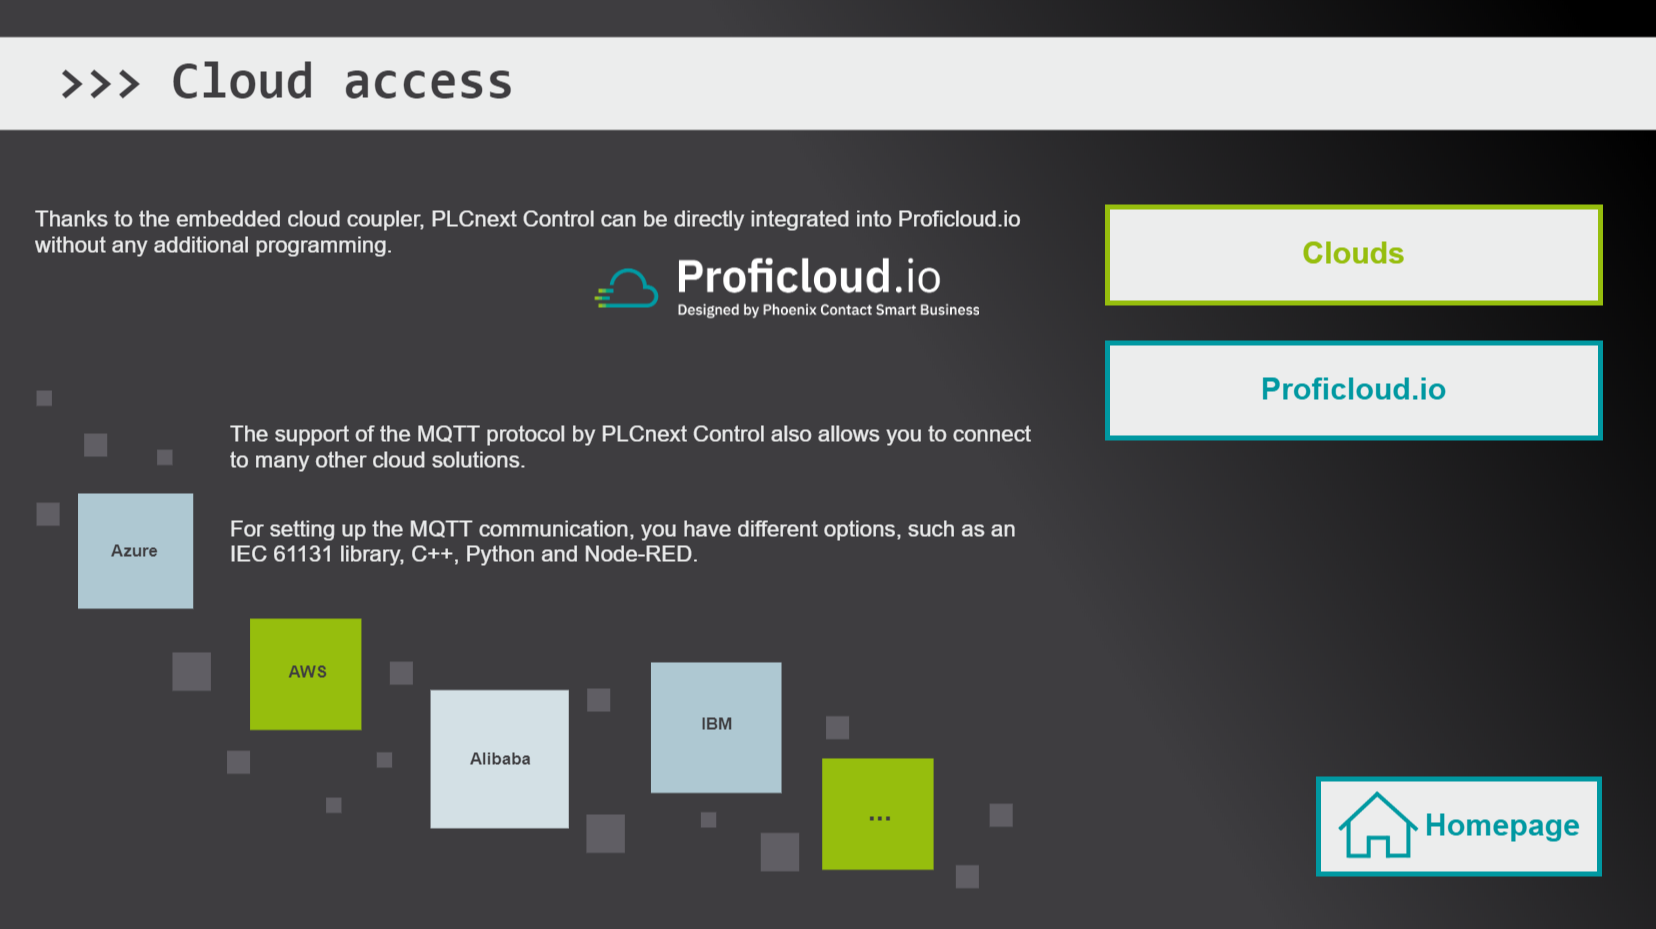 >>> Cloud access
Thanks to the embedded cloud coupler, PLCnext Control can be directly integrated into Proficloud.io
without any additional programming.
Proficloud.io
Designed by Phoenix Contact Smart Business
Clouds
Proficloud.io
The support of the MQTT protocol by PLCnext Control also allows you to connect
to many other cloud solutions.
For setting up the MQTT communication, you have different options, such as an
IEC 61131 library, C++, Python and Node-RED.
Azure
AWS
Alibaba
IBM
...
Homepage